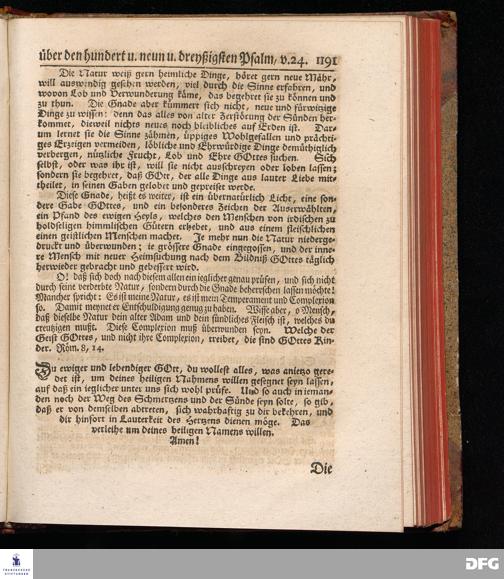 über den hundert u. neun u. dreyßigsten Psalm, v.24. 1191
Die Natur weiß gern heimliche Dinge, höret gern neue Mähr,
will auswendig gesehen werden, viel durch die Sinne erfahren, und
wovon Lob und Verwunderung käme, das begehret sie zu können und
zu thun. Die Gnade aber kümmert sich nicht, neue und fürwitzige
Dinge zu wissen: denn das alles von alter Zerstörung der Sünden her-
kommet, dieweil nichts neues noch bleibliches auf Erden ist. Dar-
um lernet sie die Sinne zähmen, üppiges Wohlgefallen und prächti-
ges Erzeigen vermeiden, löbliche und Ehrwürdige Dinge demüthiglich
verbergen, nützliche Frucht, Lob und Ehre GOttes suchen. Sich
selbst, oder was ihr ist, will sie nicht ausschreyen oder loben lassen;
sondern sie begehret, daß GOtt, der alle Dinge aus lauter Liebe mit-
theilet, in seinen Gaben gelobet und gepreiset werde.
Diese Gnade, heißt es weiter, ist ein übernatürlich Licht, eine son-
dere Gabe GOttes, und ein besonderes Zeichen der Auserwählten,
ein Pfand des ewigen Heyls, welches den Menschen von irdischen zu
holdseligen himmlischen Gütern erhebet, und aus einem fleischlichen
einen geistlichen Menschen machet. Je mehr nun die Natur niederge-
druckt und überwunden; ie grössere Gnade eingegossen, und der inne-
re Mensch mit neuer Heimsuchung nach dem Bildniß GOttes täglich
herwieder gebracht und gebessert wird.
O! daß sich doch nach diesem allen ein ieglicher genau prüfen, und sich nicht
durch seine verderbte Natur, sondern durch die Gnade beherrschen lassen möchte!
Mancher spricht: Es ist meine Natur, es ist mein Temperament und Complexion
so. Damit meynet er Entschuldigung genug zu haben. Wisse aber, o Mensch,
daß dieselbe Natur dein alter Adam und dein sündliches Fleisch ist, welches du
creutzigen mußt. Diese Complexion muß überwunden seyn. Welche der
Geist GOttes, und nicht ihre Complexion, treibet, die sind GOttes Kin-
der. Röm. 8, 14.
Du ewiger und lebendiger GOtt, du wollest alles, was anietzo gere-
det ist, um deines heiligen Nahmens willen gesegnet seyn lassen,
auf daß ein ieglicher unter uns sich wohl prüfe. Und so auch in ieman-
den noch der Weg des Schmertzens und der Sünde seyn solte, so gib,
daß er von demselben abtreten, sich wahrhaftig zu dir bekehren, und
dir hinfort in Lauterkeit des Hertzens dienen möge. Das
verleihe um deines heiligen Namens willen.
Amen!
Die
DFG